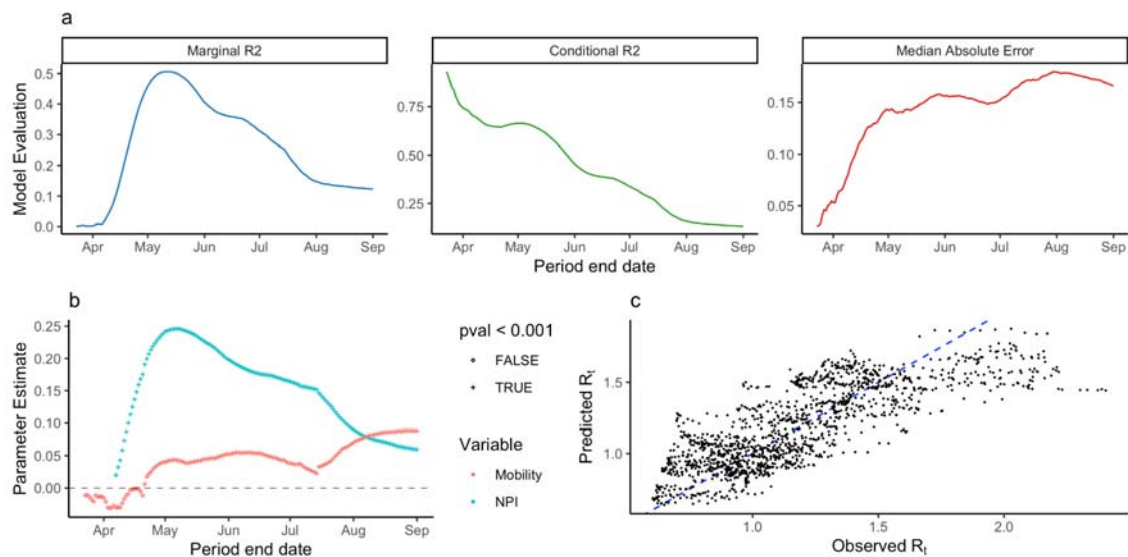 a
Marginal R2
Conditional R2
Median Absolute Error
Model Evaluation
0.5
0.4
0.3
0.2
0.1
0.0
Apr May Jun Jul Aug Sep
0.75
0.50
0.25
Apr May Jun Jul Aug Sep
0.15
0.10
0.05
Apr May Jun Jul Aug Sep
Period end date
b
Parameter Estimate
0.25
0.20
0.15
0.10
0.05
0.00
Apr May Jun Jul Aug Sep
Period end date
pval < 0.001
FALSE
TRUE
Variable
Mobility
NPI
c
Predicted Rt
1.5
1.0
1.0 1.5 2.0
Observed Rt